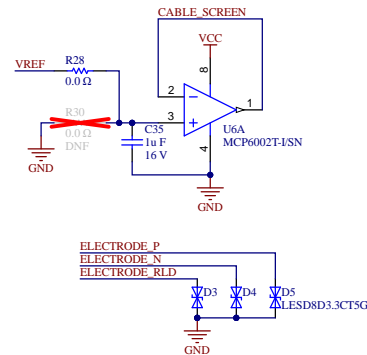 CABLE_SCREEN
VCC
R28
VREF
0.0 Ω
8
2
1
3
R30
0.0 Ω
DNF
C35
1u F
16 V
U6A
MCP6002T-I/SN
4
GND
GND
ELECTRODE_P
ELECTRODE_N
ELECTRODE_RLD
D3
D4
D5
LESD8D3.3CT5G
GND